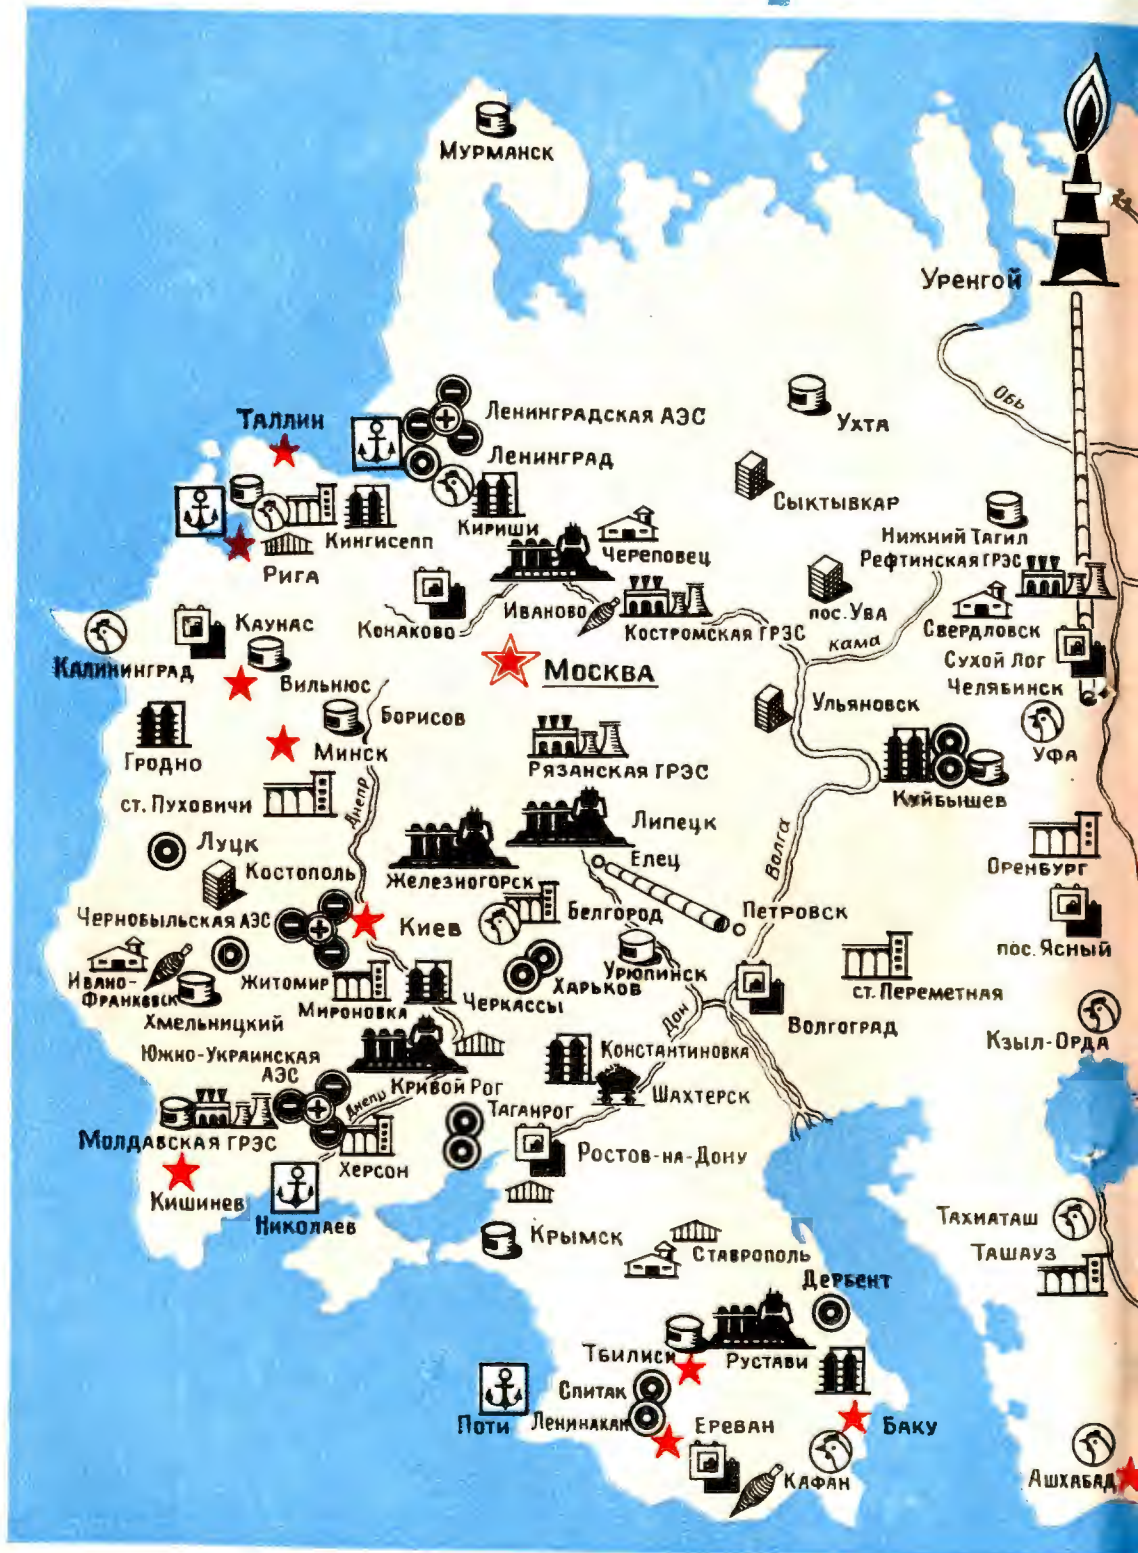 Мурманск
Уренгой
Обь
Таллин
Ленинградская АЭС
Ухта
Ленинград
Сыктывкар
Кириши
Кингисепп
Череповец
Нижний Тагил
Рефтинская ГРЭС
Рига
Иваново
пос. Ува
Конаково
Костромская ГРЭС
Свердловск
Каунас
Кама
Сухой Лог
Калининград
Москва
Челябинск
Вильнюс
Борисов
Ульяновск
Минск
Уфа
Гродно
Рязанская ГРЭС
Куйбышев
ст. Пуховичи
Днепр
Липецк
Волга
Луцк
Елец
Оренбург
Костополь
Железногорск
Чернобыльская АЭС
Киев
Белгород
Петровск
пос. Ясный
Ивано-
Франковск
Житомир
Харьков
Урюпинск
ст. Переметная
Мироновка
Черкассы
Хмельницкий
Дон
Волгоград
Кзыл-Орда
Южно-Украинская
АЭС
Константиновка
Кривой Рог
Шахтерск
Днепр
Таганрог
Молдавская ГРЭС
Херсон
Ростов-на-Дону
Кишинев
Николаев
Тахиаташ
Крымск
Ставрополь
Ташауз
Дербент
Тбилиси
Рустави
Спитак
Поти
Ленинакан
Ереван
Баку
Кафан
Ашхабад